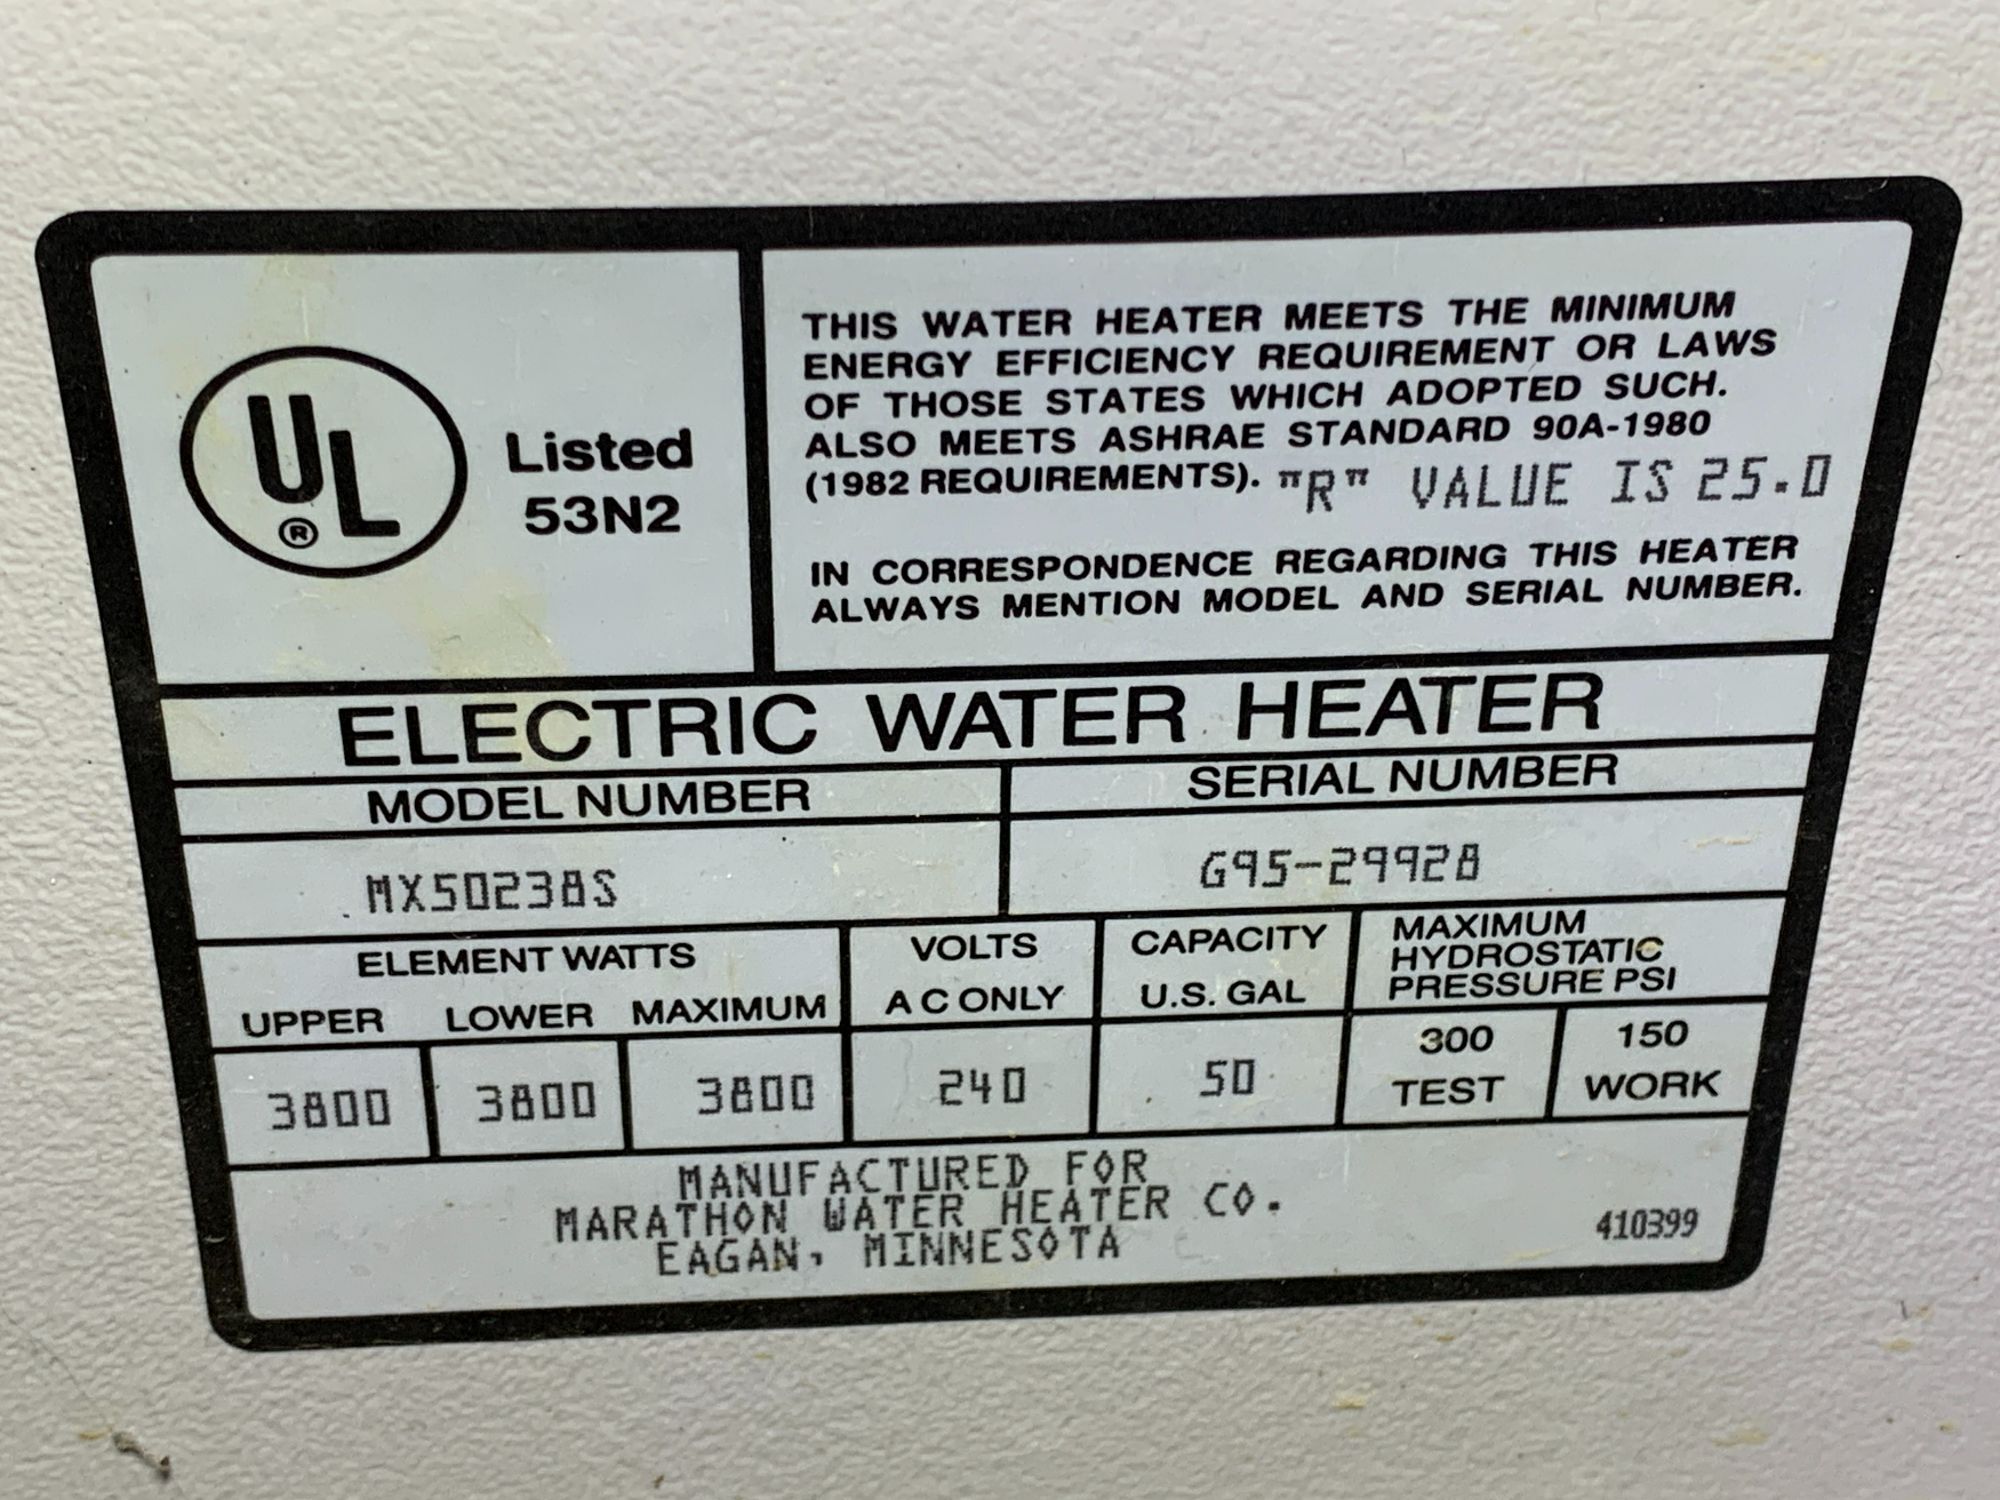 UL
®
Listed
53N2
THIS WATER HEATER MEETS THE MINIMUM
ENERGY EFFICIENCY REQUIREMENT OR LAWS
OF THOSE STATES WHICH ADOPTED SUCH.
ALSO MEETS ASHRAE STANDARD 90A-1980
(1982 REQUIREMENTS). "R" VALUE IS 25.0
IN CORRESPONDENCE REGARDING THIS HEATER
ALWAYS MENTION MODEL AND SERIAL NUMBER.
ELECTRIC WATER HEATER
MODEL NUMBER
SERIAL NUMBER
MX50238S
G95-29928
ELEMENT WATTS
UPPER LOWER MAXIMUM
VOLTS
AC ONLY
CAPACITY
U.S. GAL
MAXIMUM
HYDROSTATIC
PRESSURE PSI
3800 3800 3800 240 50
300
TEST
150
WORK
MANUFACTURED FOR
MARATHON WATER HEATER CO.
EAGAN, MINNESOTA
410399